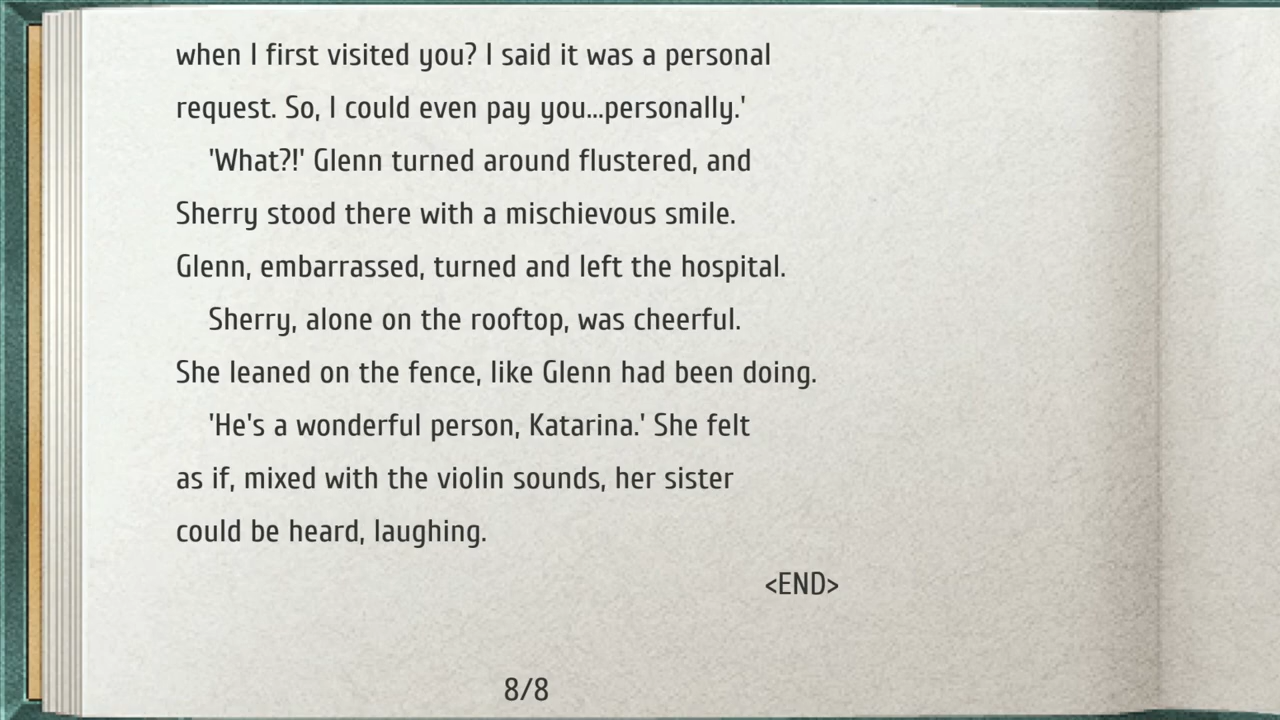 when I first visited you? I said it was a personal
request. So, I could even pay you...personally.'
'What?!' Glenn turned around flustered, and
Sherry stood there with a mischievous smile.
Glenn, embarrassed, turned and left the hospital.
Sherry, alone on the rooftop, was cheerful.
She leaned on the fence, like Glenn had been doing.
'He's a wonderful person, Katarina.' She felt
as if, mixed with the violin sounds, her sister
could be heard, laughing.
<END>
8/8